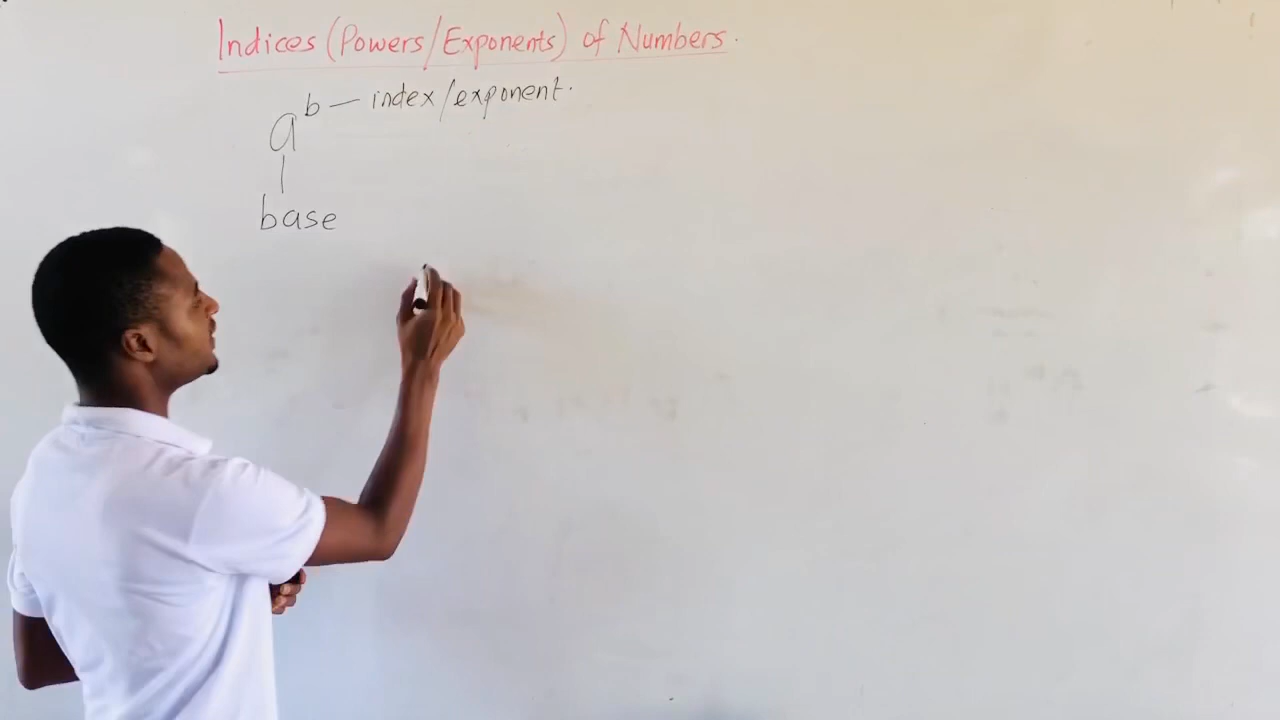 Indices (Powers/Exponents) of Numbers.
a^b — index/exponent.
base